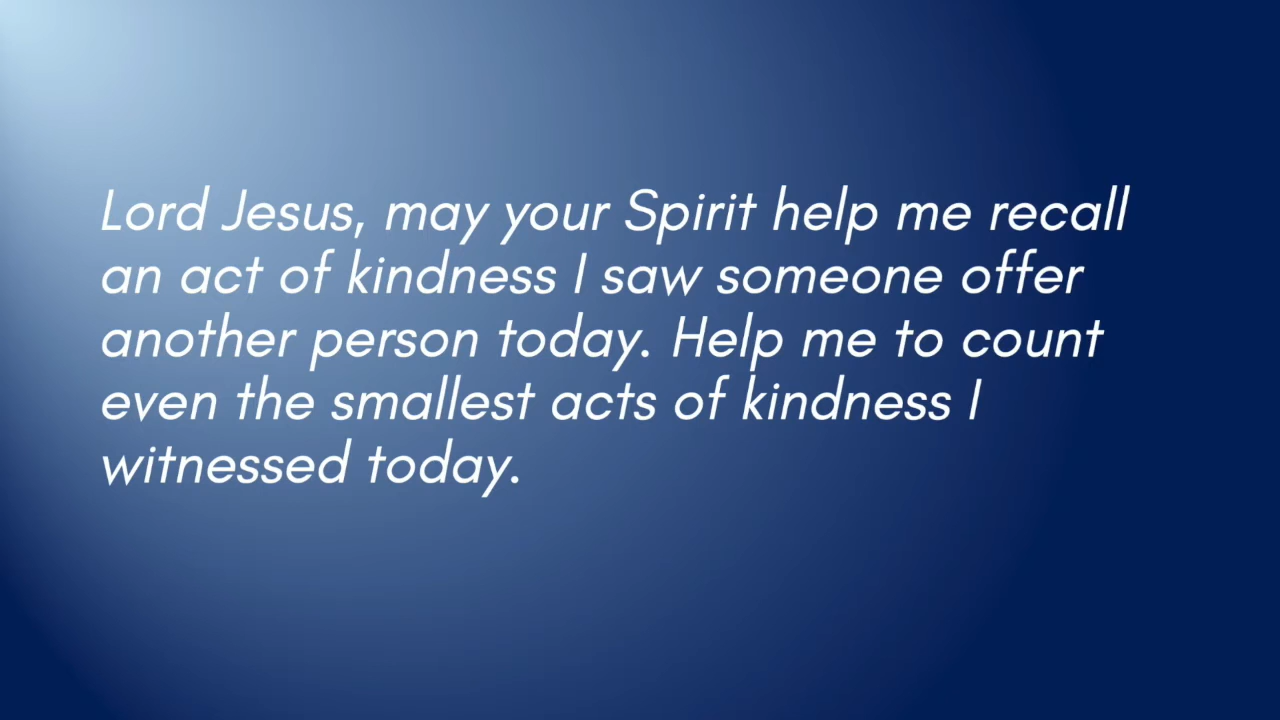 Lord Jesus, may your Spirit help me recall
an act of kindness I saw someone offer
another person today. Help me to count
even the smallest acts of kindness I
witnessed today.